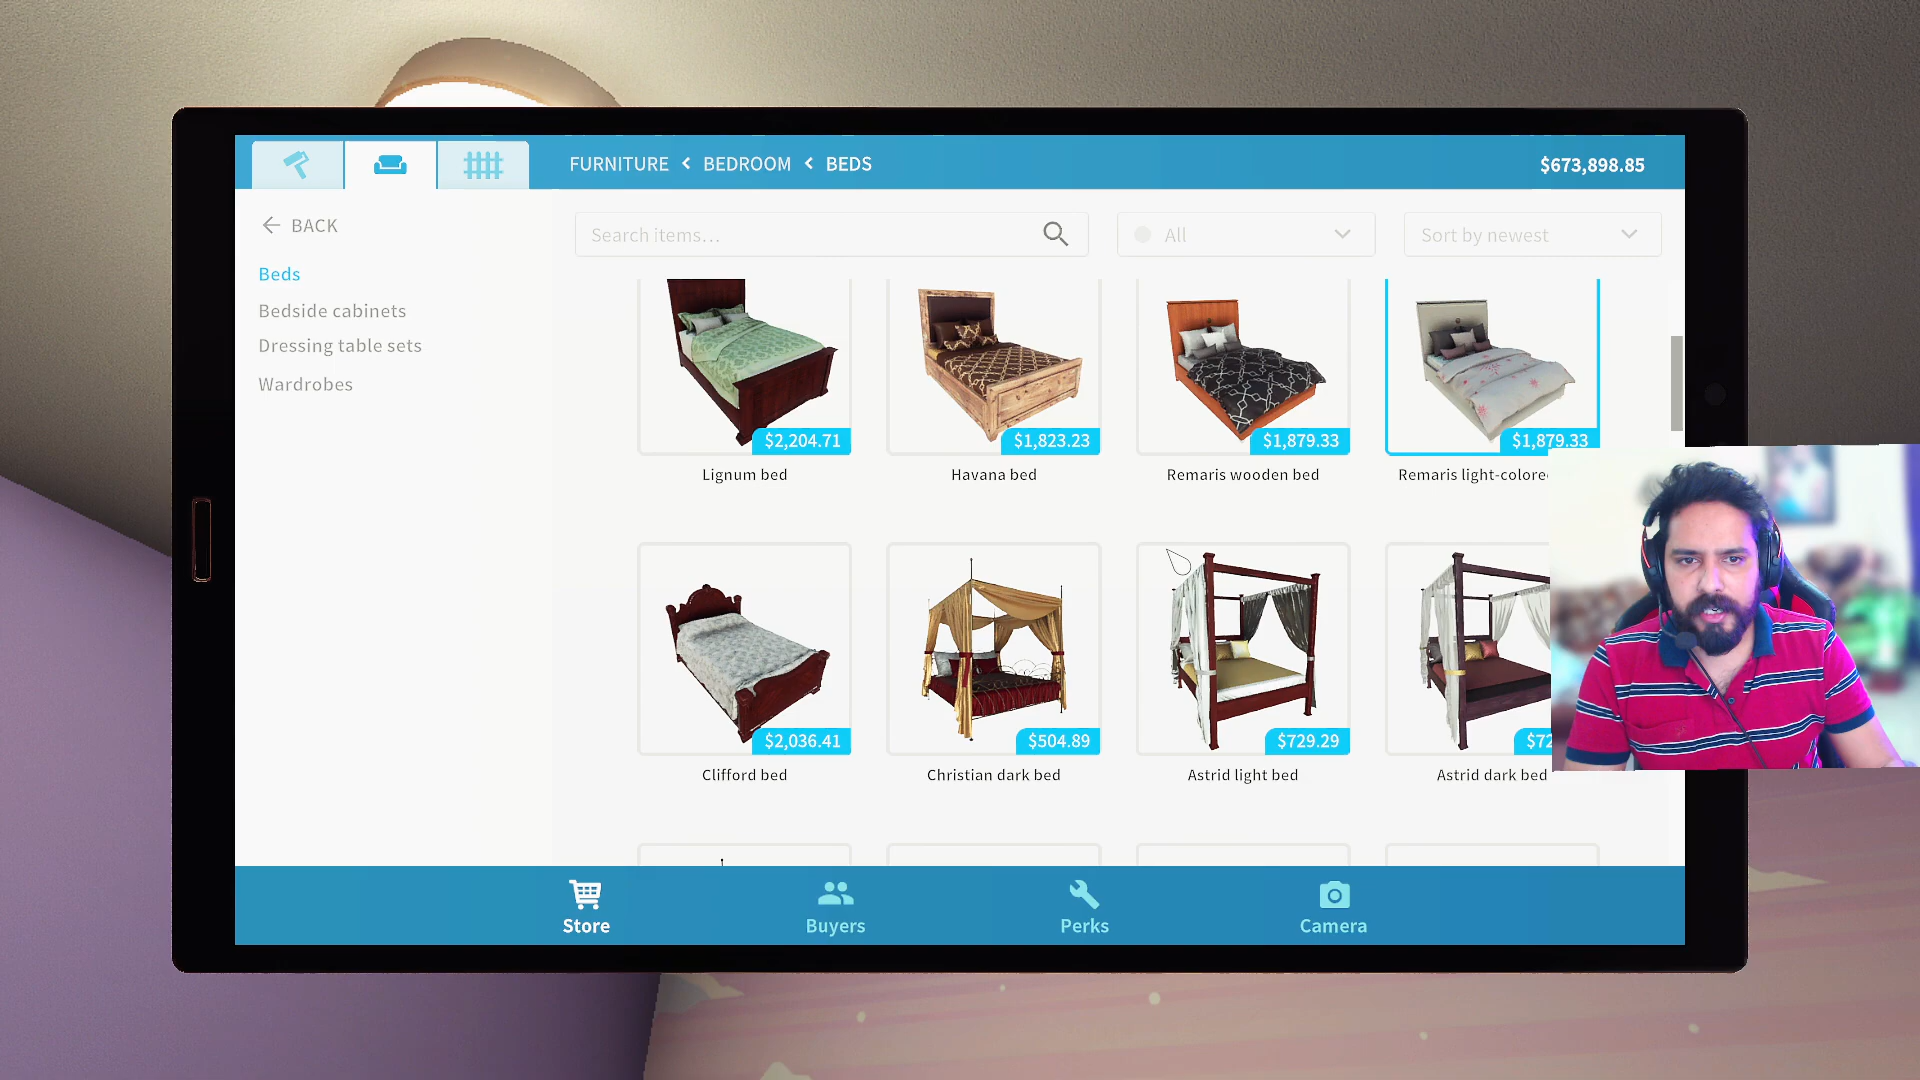 FURNITURE < BEDROOM < BEDS
$673,898.85
BACK
Search items...
All
Sort by newest
Beds
Bedside cabinets
Dressing table sets
Wardrobes
$2,204.71
$1,823.23
$1,879.33
$1,879.33
Lignum bed
Havana bed
Remaris wooden bed
Remaris light-colore
$2,036.41
$504.89
$729.29
$72
Clifford bed
Christian dark bed
Astrid light bed
Astrid dark bed
Store
Buyers
Perks
Camera